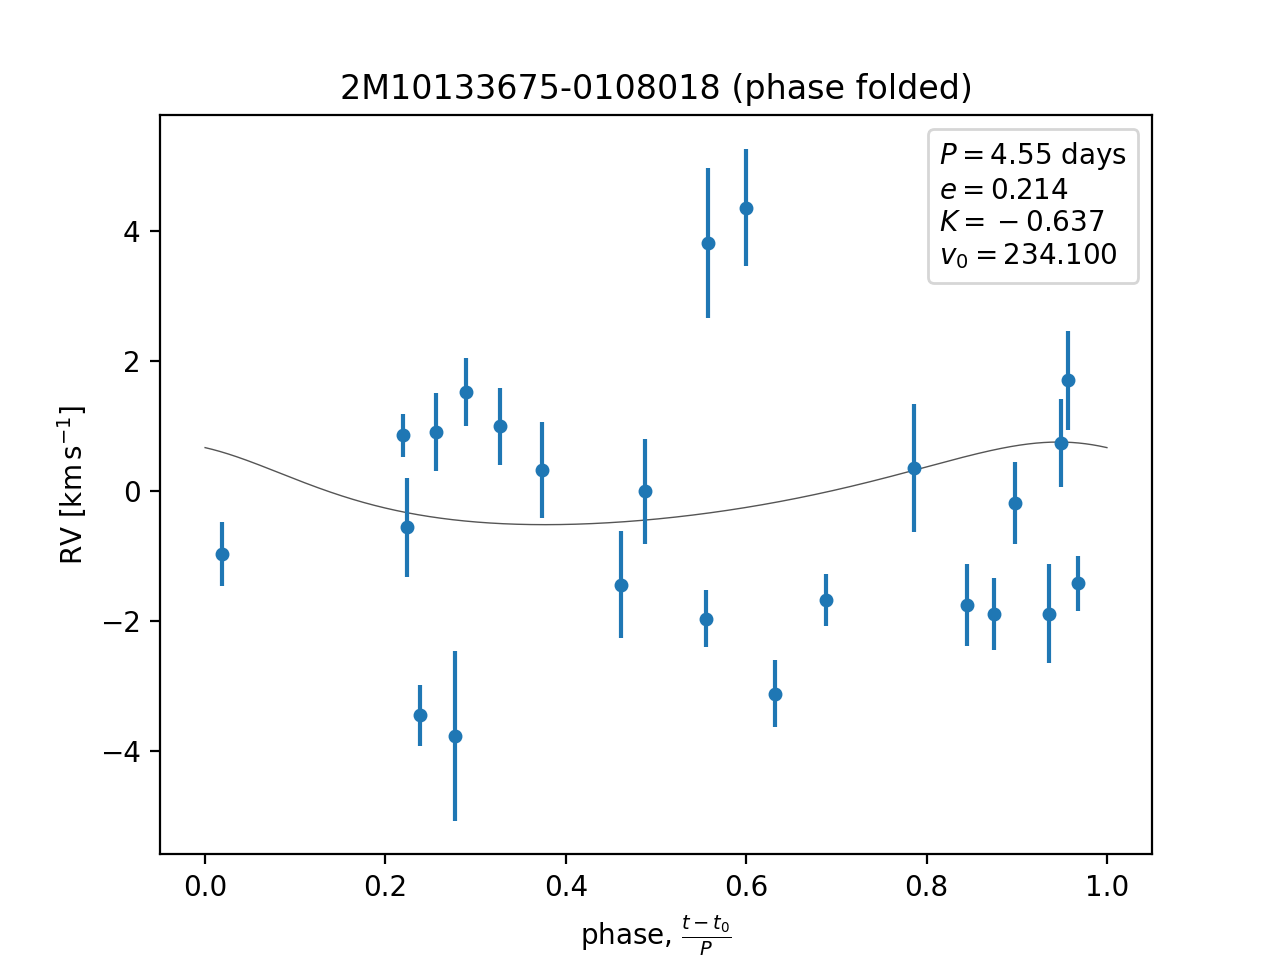 2M10133675-0108018 (phase folded)
P = 4.55 days
e = 0.214
K = −0.637
v₀ = 234.100
RV [km s⁻¹]
4
2
0
−2
−4
0.0 0.2 0.4 0.6 0.8 1.0
phase, (t − t₀)/P